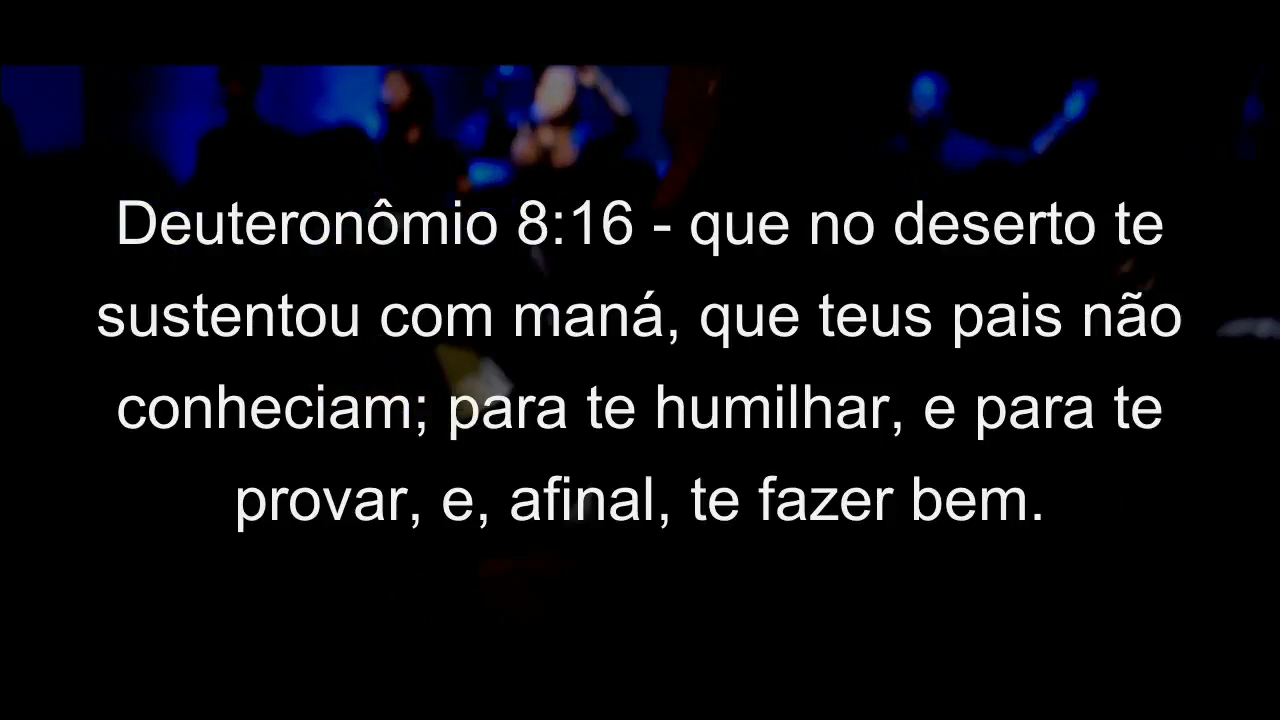 Deuteronômio 8:16 - que no deserto te
sustentou com maná, que teus pais não
conheciam; para te humilhar, e para te
provar, e, afinal, te fazer bem.